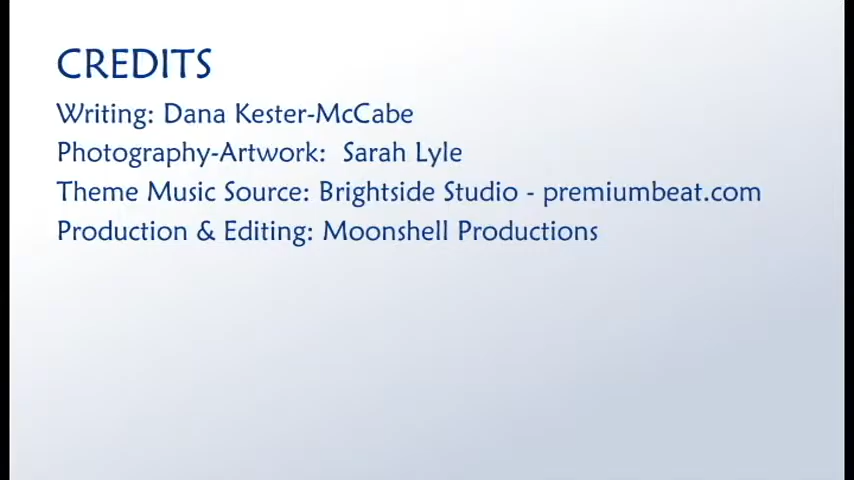 CREDITS
Writing: Dana Kester-McCabe
Photography-Artwork:  Sarah Lyle
Theme Music Source: Brightside Studio - premiumbeat.com
Production & Editing: Moonshell Productions